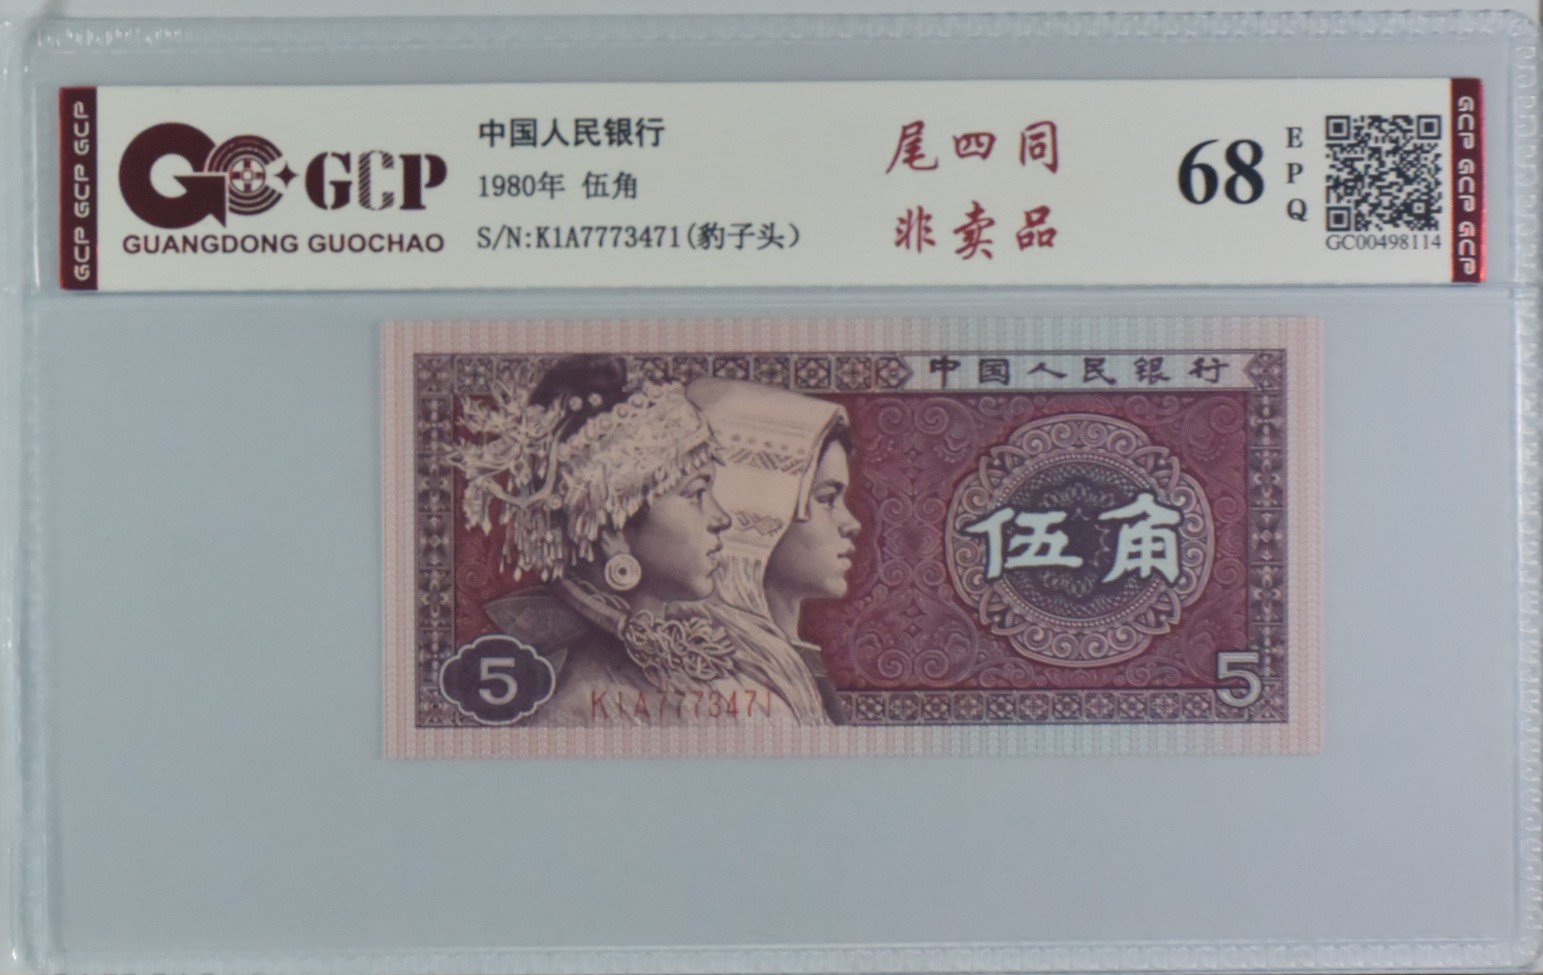 GCP GCP GCP
GCP
GUANGDONG GUOCHAO
中国人民银行
1980年 伍角
S/N:K1A7773471(豹子头)
尾四同
非卖品
68
EPQ
GC00498114
GCP GCP GCP
中国人民银行
伍角
5
K1A7773471
5